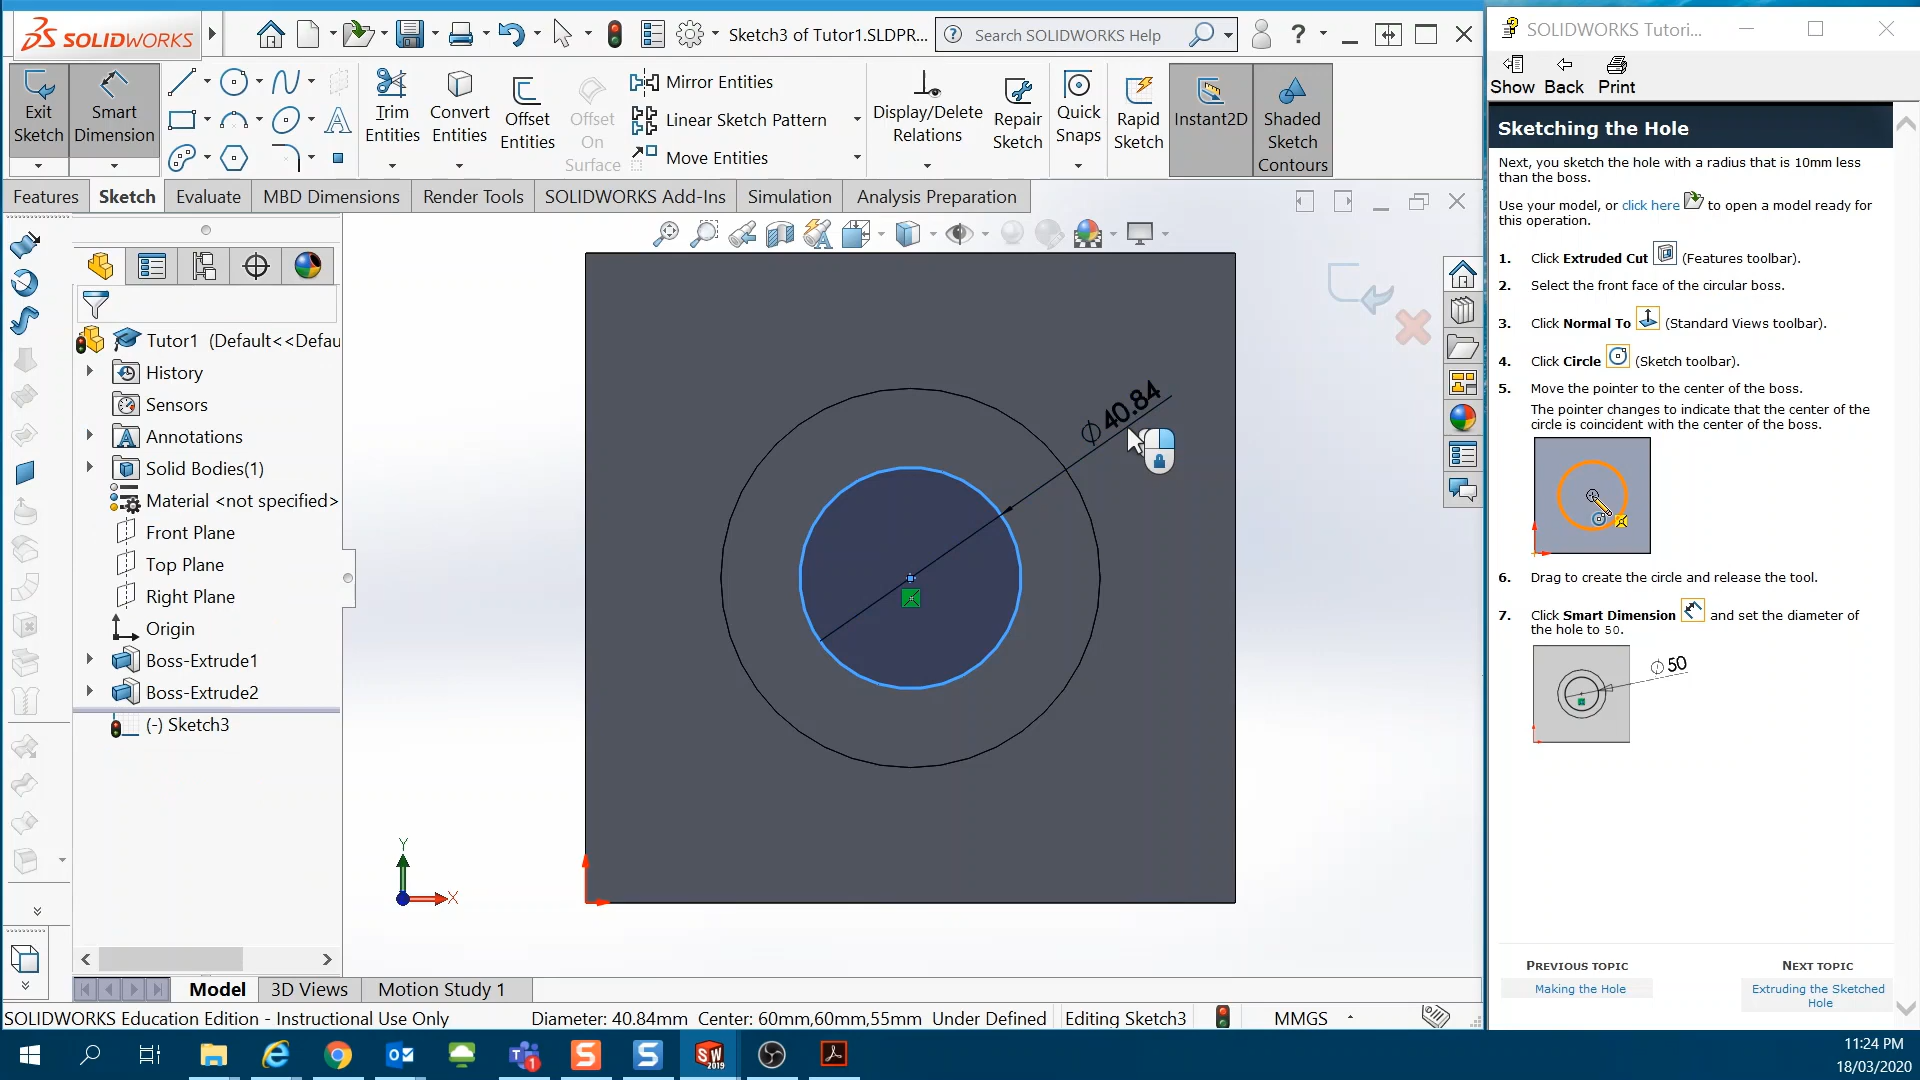 SOLIDWORKS
Sketch3 of Tutor1.SLDPR...
Search SOLIDWORKS Help
?
SOLIDWORKS Tutori...
Exit Sketch
Smart Dimension
Trim Entities
Convert Entities
Offset Entities
Offset On Surface
Mirror Entities
Linear Sketch Pattern
Move Entities
Display/Delete Relations
Repair Sketch
Quick Snaps
Rapid Sketch
Instant2D
Shaded Sketch Contours
Show
Back
Print
Features
Sketch
Evaluate
MBD Dimensions
Render Tools
SOLIDWORKS Add-Ins
Simulation
Analysis Preparation
Tutor1 (Default<<Defau
History
Sensors
Annotations
Solid Bodies(1)
Material <not specified>
Front Plane
Top Plane
Right Plane
Origin
Boss-Extrude1
Boss-Extrude2
(-) Sketch3
⌀40.84
Y
X
Sketching the Hole
Next, you sketch the hole with a radius that is 10mm less
than the boss.
Use your model, or click here to open a model ready for
this operation.
1. Click Extruded Cut (Features toolbar).
2. Select the front face of the circular boss.
3. Click Normal To (Standard Views toolbar).
4. Click Circle (Sketch toolbar).
5. Move the pointer to the center of the boss.
The pointer changes to indicate that the center of the
circle is coincident with the center of the boss.
6. Drag to create the circle and release the tool.
7. Click Smart Dimension and set the diameter of
the hole to 50.
⌀50
PREVIOUS TOPIC
Making the Hole
NEXT TOPIC
Extruding the Sketched
Hole
Model
3D Views
Motion Study 1
SOLIDWORKS Education Edition - Instructional Use Only
Diameter: 40.84mm Center: 60mm,60mm,55mm Under Defined
Editing Sketch3
MMGS
SW
2019
1
11:24 PM
18/03/2020